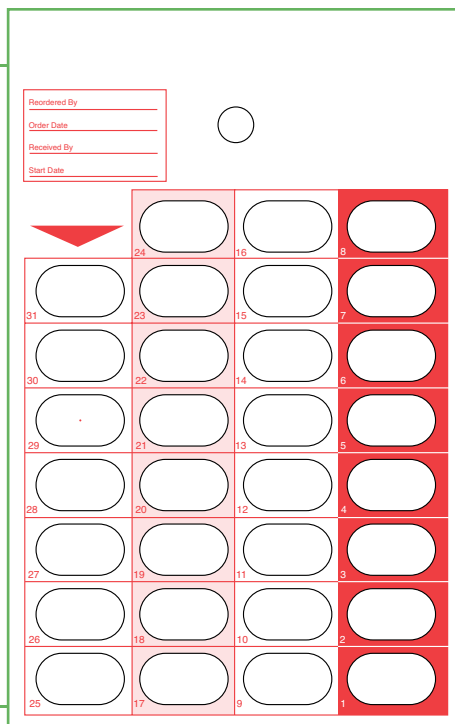 Reordered By
Order Date
Received By
Start Date
24 16 8
31 23 15 7
30 22 14 6
29 21 13 5
28 20 12 4
27 19 11 3
26 18 10 2
25 17 9 1